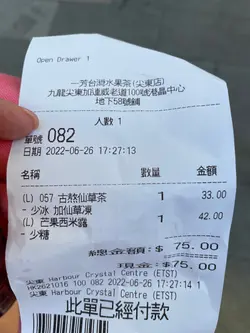 Open Drawer 1
一芳台灣水果茶(尖東店)
九龍尖東加連威老道100號港晶中心
地下58號舖
人數 1
單號 082
日期 2022-06-26 17:27:13
名稱 數量 金額
(L) 057 古熬仙草茶 1 33.00
- 少冰 加仙草凍
(L) 芒果西米露 1 42.00
- 少糖
總金額: $ 75.00
現金: $75.00
尖東 Harbour Crystal Centre (ETST)
HK2621016 100 082 2022-06-26 17:27:14 1
尖東 Harbour Crystal Centre (ETST)
此單已經付款